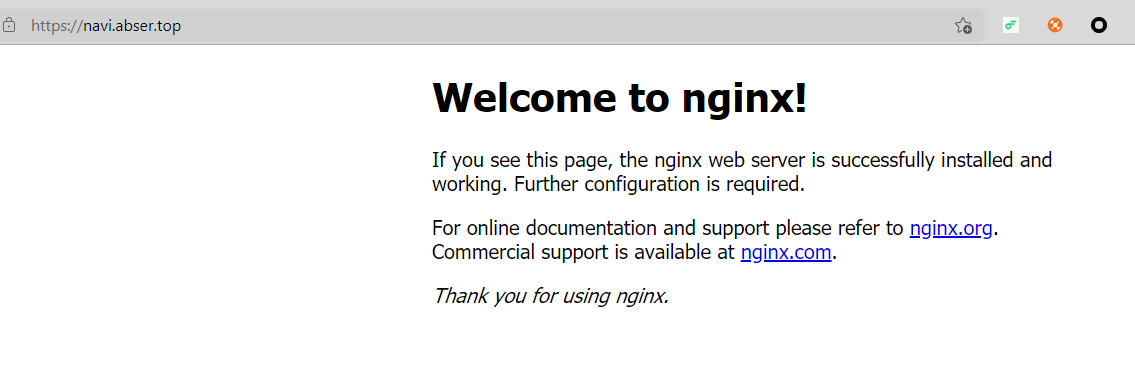 https://navi.abser.top
Welcome to nginx!
If you see this page, the nginx web server is successfully installed and
working. Further configuration is required.
For online documentation and support please refer to nginx.org.
Commercial support is available at nginx.com.
Thank you for using nginx.